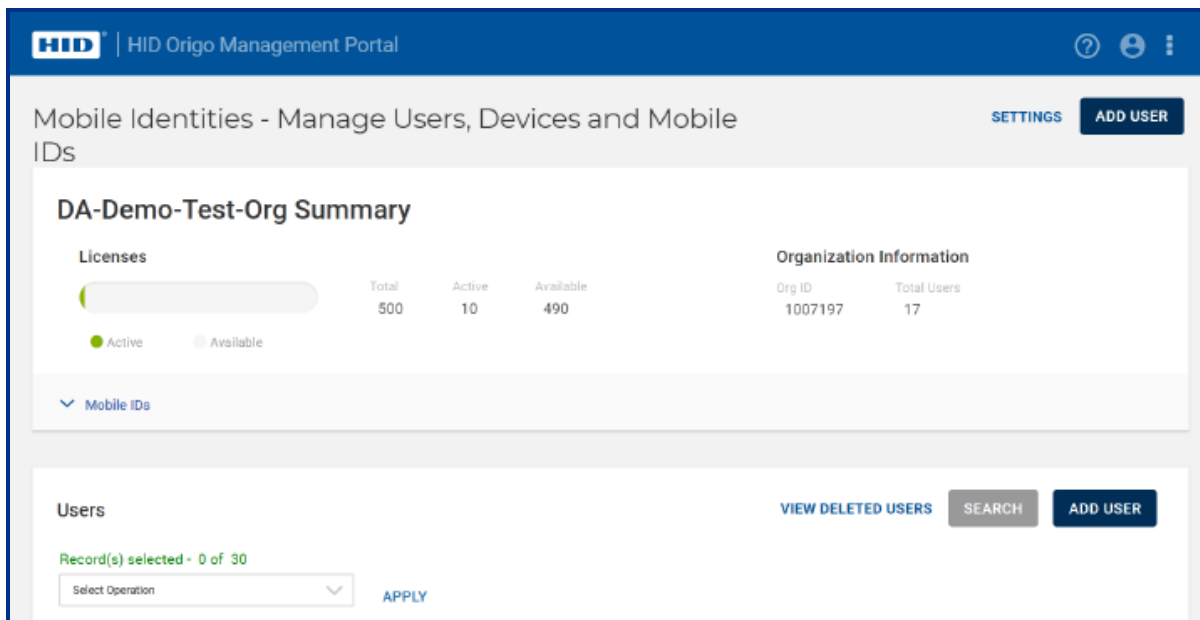 HID | HID Origo Management Portal
Mobile Identities - Manage Users, Devices and Mobile
IDs
SETTINGS
ADD USER
DA-Demo-Test-Org Summary
Licenses
Total
Active
Available
500
10
490
Active
Available
Organization Information
Org ID
Total Users
1007197
17
Mobile IDs
Users
VIEW DELETED USERS
SEARCH
ADD USER
Record(s) selected - 0 of 30
Select Operation
APPLY